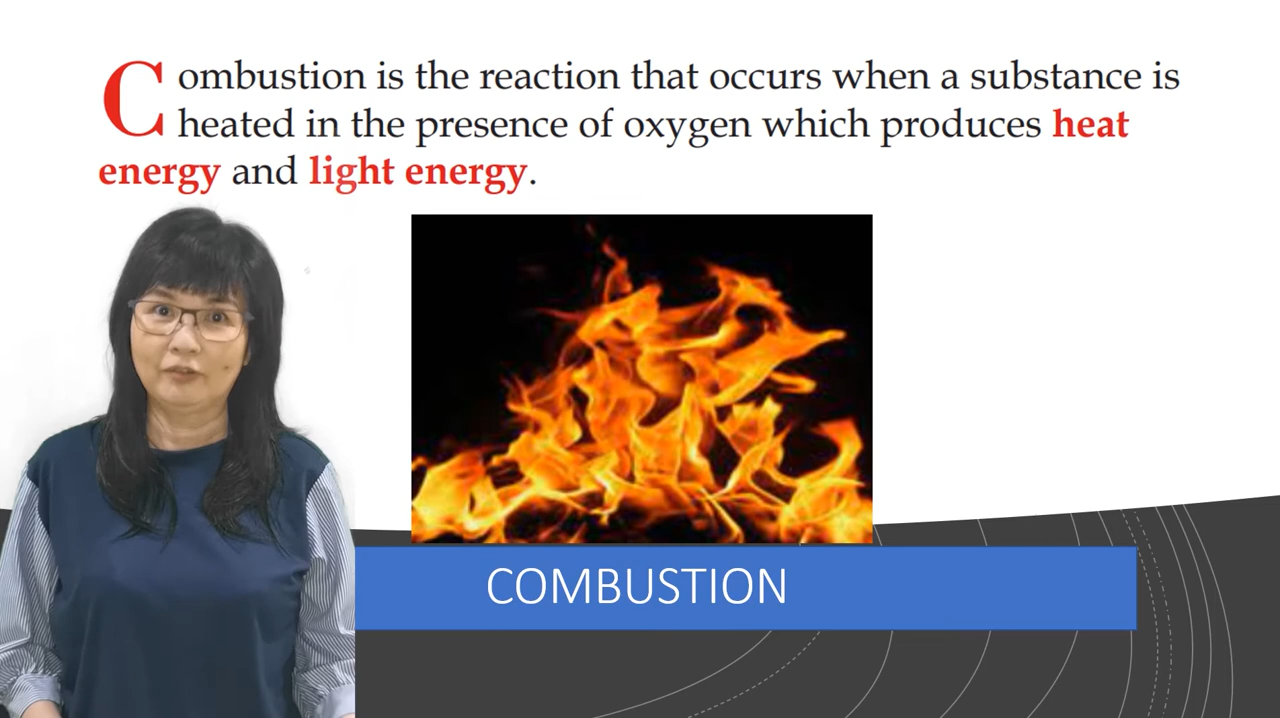 Combustion is the reaction that occurs when a substance is
heated in the presence of oxygen which produces heat
energy and light energy.
COMBUSTION